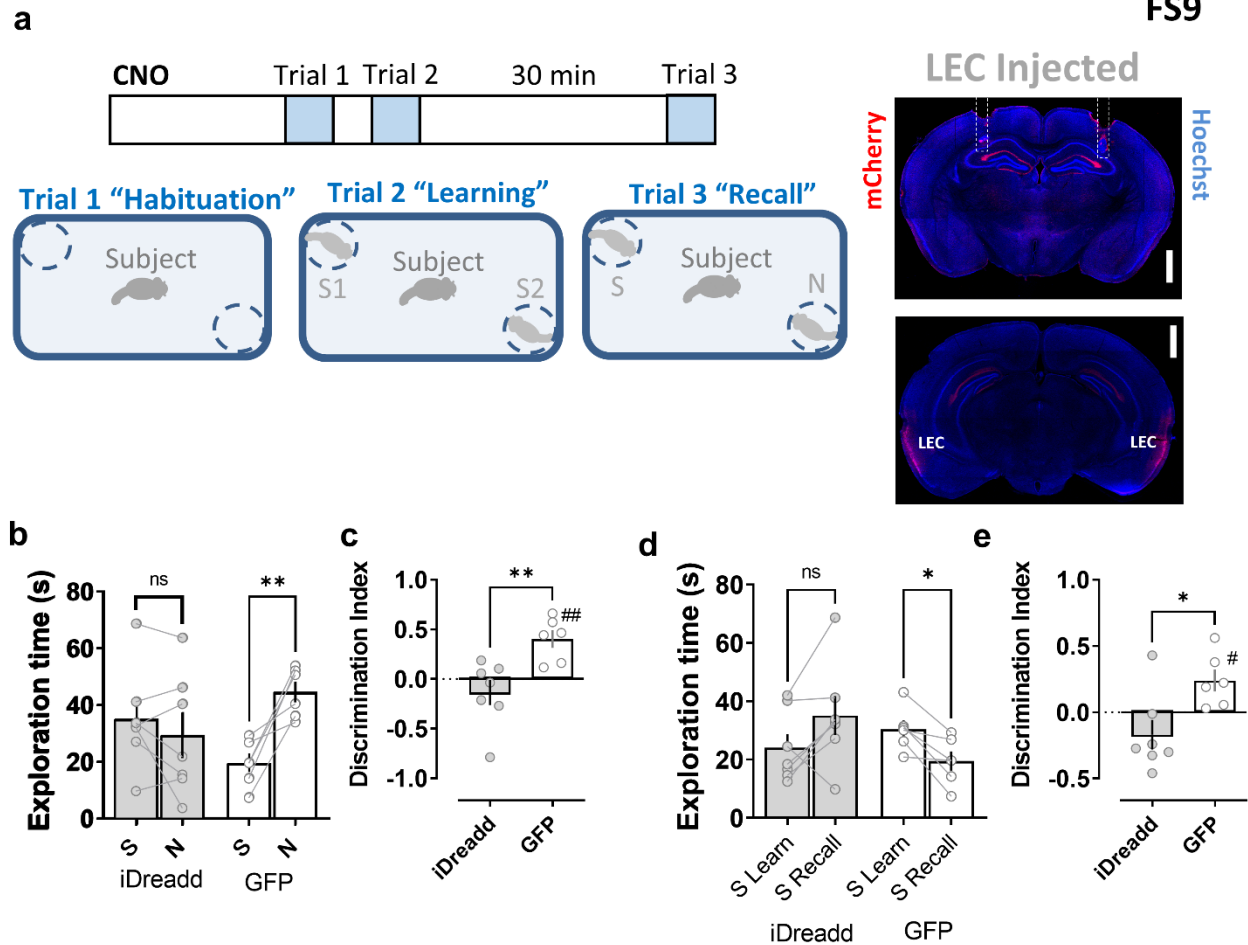 FS9
a
CNO Trial 1 Trial 2 30 min Trial 3
LEC Injected
mCherry
Hoechst
Trial 1 “Habituation”
Trial 2 “Learning”
Trial 3 “Recall”
Subject
S1
Subject
S2
S
Subject
N
LEC
LEC
b
Exploration time (s)
80
60
40
20
0
ns
**
S
N
S
N
iDreadd
GFP
c
Discrimination Index
1.0
0.5
0.0
-0.5
-1.0
**
##
iDreadd
GFP
d
Exploration time (s)
80
60
40
20
0
ns
*
S Learn
S Recall
S Learn
S Recall
iDreadd
GFP
e
Discrimination Index
1.0
0.5
0.0
-0.5
*
#
iDreadd
GFP